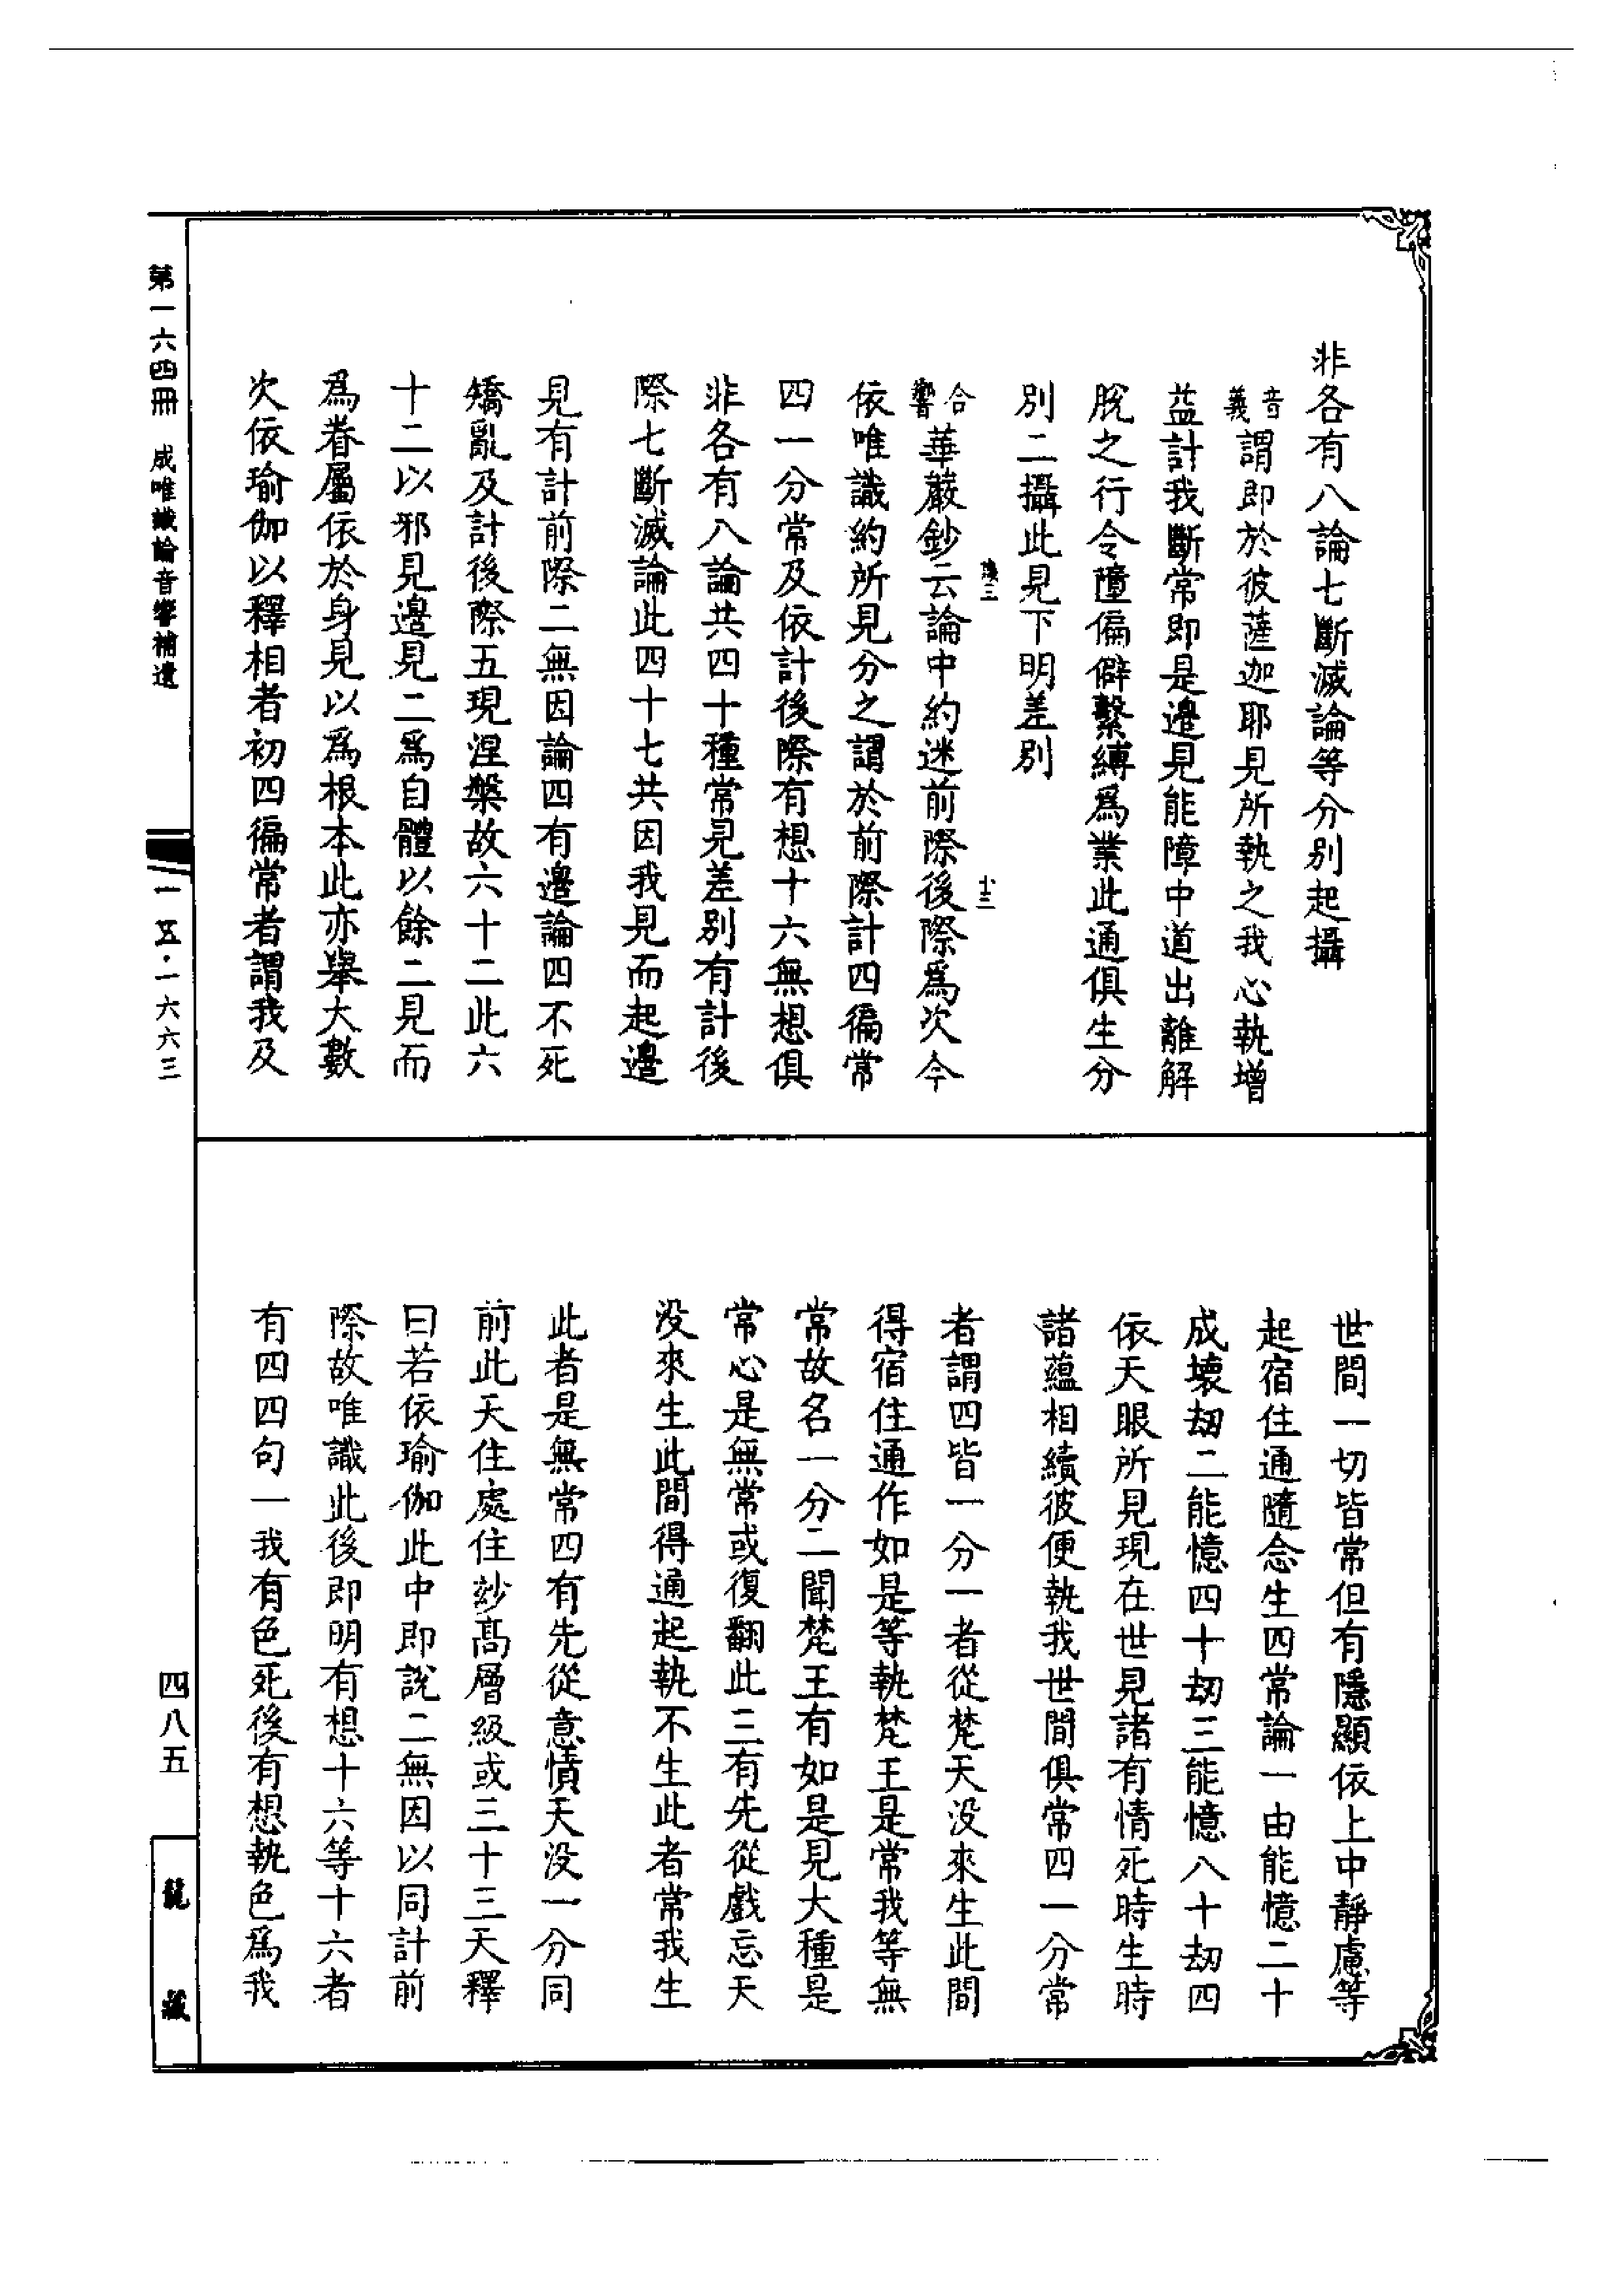 非各有八論七斷滅論等分別起攝
音義謂即於彼薩迦耶見所執之我心執增
益計我斷常即是邊見能障中道出離解
脫之行令墮偏僻繫縛爲業此通俱生分
別二攝此見下明差別
合響華嚴鈔云論中約迷前際後際爲次今
依唯識約所見分之謂於前際計四徧常
四一分常及依計後際有想十六無想俱
非各有八論共四十種常見差別有計後
際七斷滅論此四十七共因我見而起邊
見有計前際二無因論四有邊論四不死
矯亂及計後際五現涅槃故六十二此六
十二以邪見邊見二爲自體以餘二見而
爲眷屬依於身見以爲根本此亦舉大數
次依瑜伽以釋相者初四徧常者謂我及
世間一切皆常但有隱顯依上中靜慮等
起宿住通隨念生四常論一由能憶二十
成壞劫二能憶四十劫三能憶八十劫四
依天眼所見現在世見諸有情死時生時
諸蘊相續彼便執我世間俱常四一分常
者謂四皆一分一者從梵天没來生此間
得宿住通作如是等執梵王是常我等無
常故名一分二聞梵王有如是見大種是
常心是無常或復翻此三有先從戲忘天
没來生此間得通起執不生此者常我生
此者是無常四有先從意憤天没一分同
前此天住處住玅髙層級或三十三天釋
曰若依瑜伽此中即說二無因以同計前
際故唯識此後即明有想十六等十六者
有四四句一我有色死後有想執色爲我
第一六四冊 成唯識論音響補遺
一一五·一六六三
四八五
龍藏